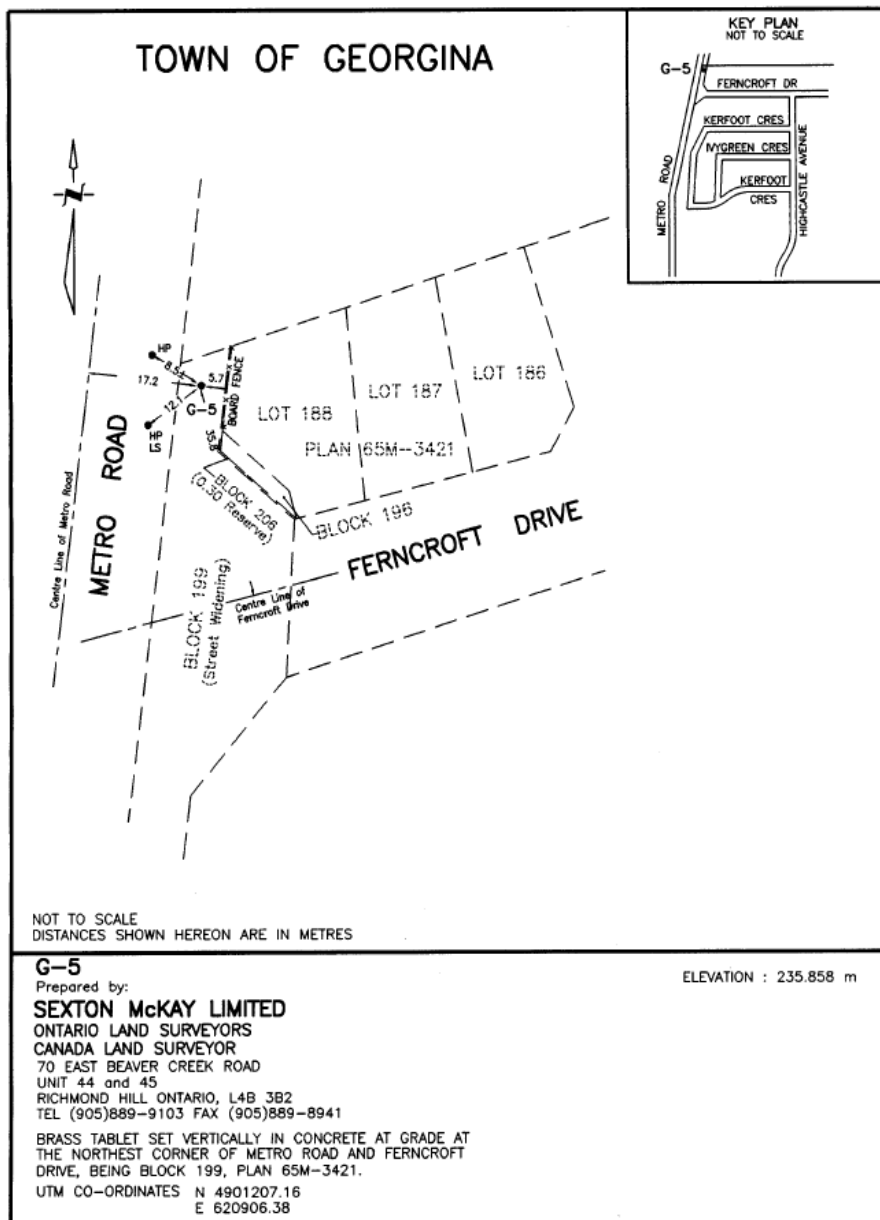 TOWN OF GEORGINA
KEY PLAN
NOT TO SCALE
G-5
FERNCROFT DR
KERFOOT CRES
IVYGREEN CRES
KERFOOT
CRES
METRO ROAD
HIGHCASTLE AVENUE
N
HP
8.51
5.7
17.2
12.1
G-5
HP
LS
BOARD FENCE
35.8
LOT 188
LOT 187
LOT 186
PLAN 65M-3421
BLOCK 206
(0.30 Reserve)
BLOCK 196
FERNCROFT DRIVE
METRO ROAD
Centre Line of Metro Road
BLOCK 199
(Street Widening)
Centre Line of
Ferncroft Drive
NOT TO SCALE
DISTANCES SHOWN HEREON ARE IN METRES
G-5
ELEVATION : 235.858 m
Prepared by:
SEXTON McKAY LIMITED
ONTARIO LAND SURVEYORS
CANADA LAND SURVEYOR
70 EAST BEAVER CREEK ROAD
UNIT 44 and 45
RICHMOND HILL ONTARIO, L4B 3B2
TEL (905)889-9103 FAX (905)889-8941
BRASS TABLET SET VERTICALLY IN CONCRETE AT GRADE AT
THE NORTHEST CORNER OF METRO ROAD AND FERNCROFT
DRIVE, BEING BLOCK 199, PLAN 65M-3421.
UTM CO-ORDINATES N 4901207.16
E 620906.38